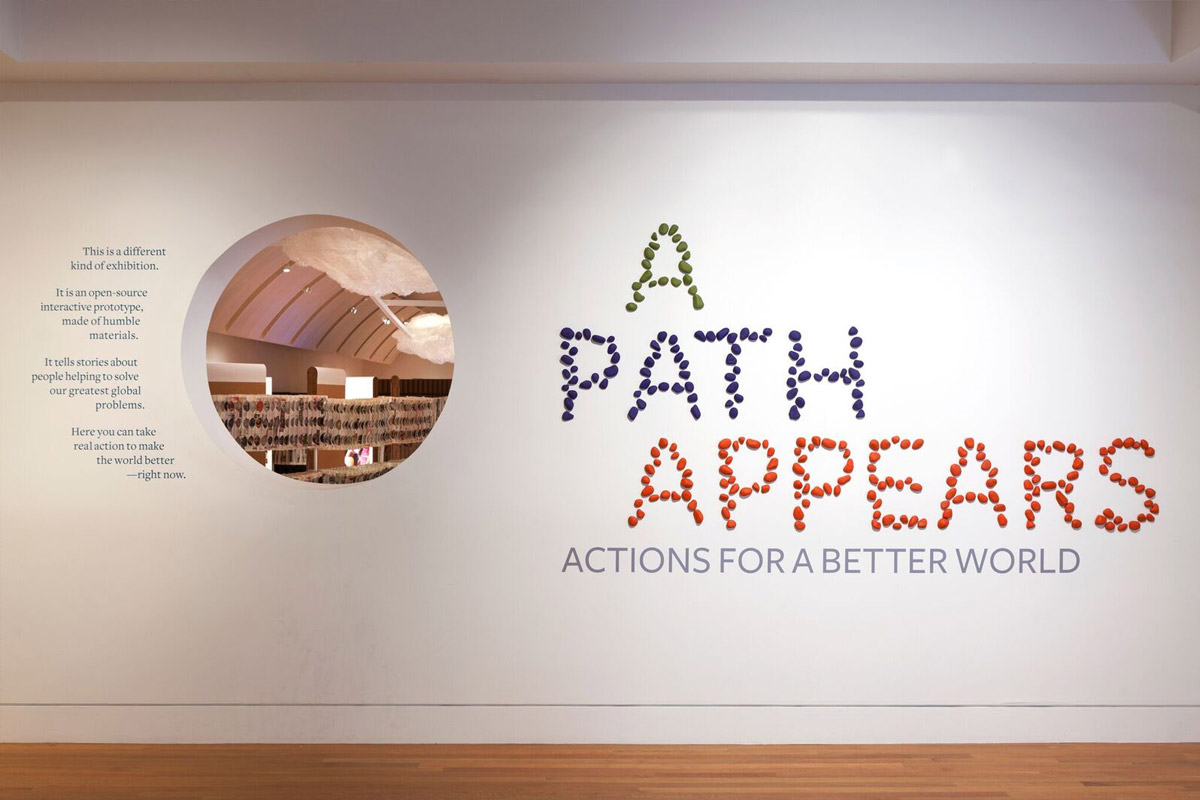 This is a different
kind of exhibition.
It is an open-source
interactive prototype,
made of humble
materials.
It tells stories about
people helping to solve
our greatest global
problems.
Here you can take
real action to make
the world better
—right now.
A
PATH
APPEARS
ACTIONS FOR A BETTER WORLD